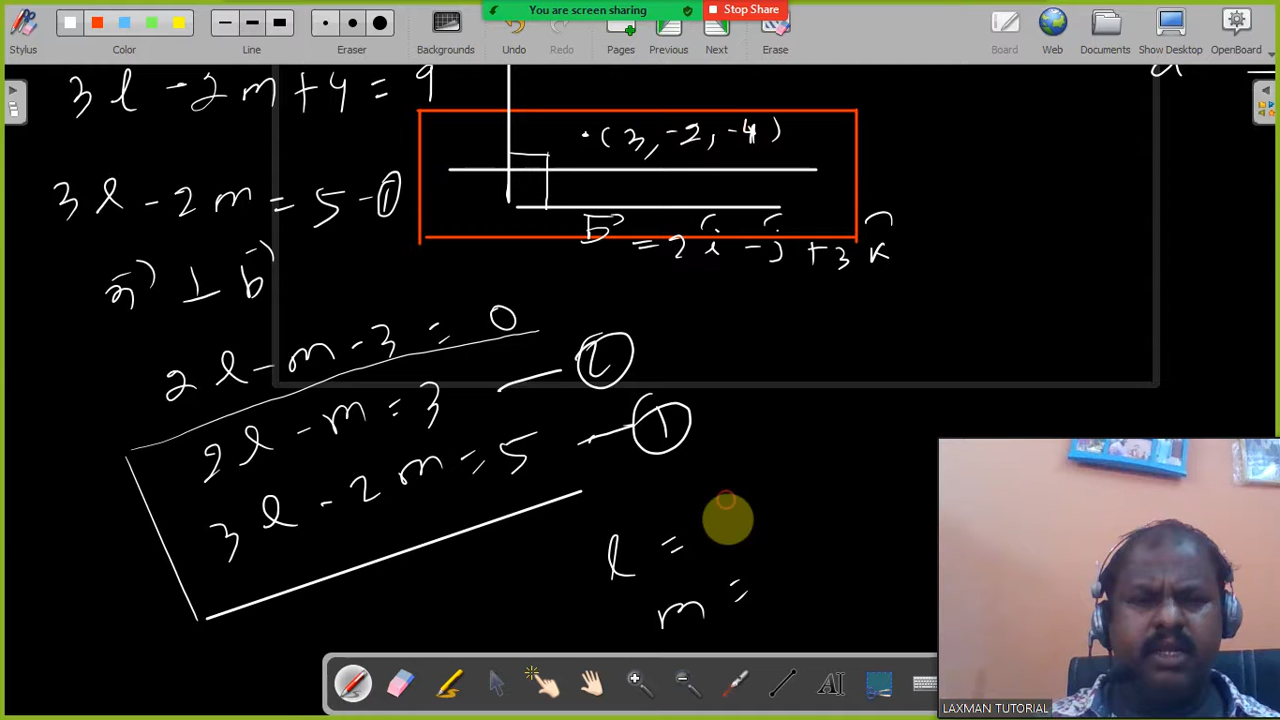 You are screen sharing Stop Share
Stylus Color Line Eraser Backgrounds Undo Redo Pages Previous Next Erase Board Web Documents Show Desktop OpenBoard
3l - 2m + 4 = 9
•(3, -2, -4)
3l - 2m = 5 - ①
b⃗ = 2î - ĵ + 3k̂
n⃗ ⊥ b⃗
2l - m - 3 = 0
2l - m = 3 — ②
3l - 2m = 5 — ①
l =
m =
AI
LAXMAN TUTORIAL